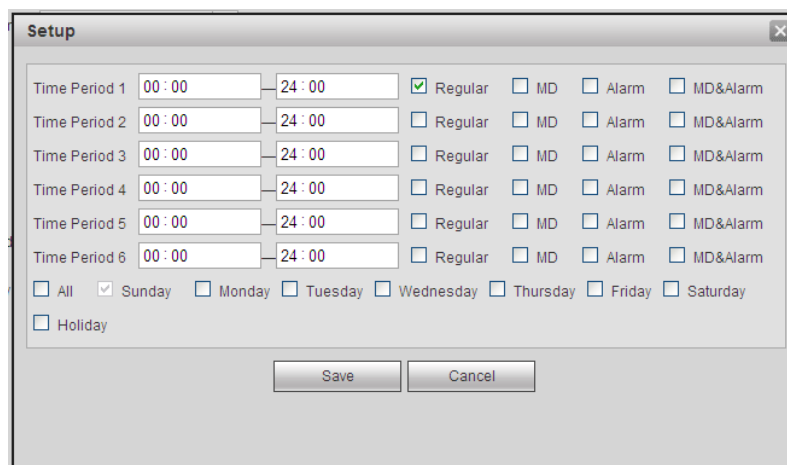 Setup
Time Period 1 00:00 — 24:00 Regular MD Alarm MD&Alarm
Time Period 2 00:00 — 24:00 Regular MD Alarm MD&Alarm
Time Period 3 00:00 — 24:00 Regular MD Alarm MD&Alarm
Time Period 4 00:00 — 24:00 Regular MD Alarm MD&Alarm
Time Period 5 00:00 — 24:00 Regular MD Alarm MD&Alarm
Time Period 6 00:00 — 24:00 Regular MD Alarm MD&Alarm
All Sunday Monday Tuesday Wednesday Thursday Friday Saturday
Holiday
Save Cancel